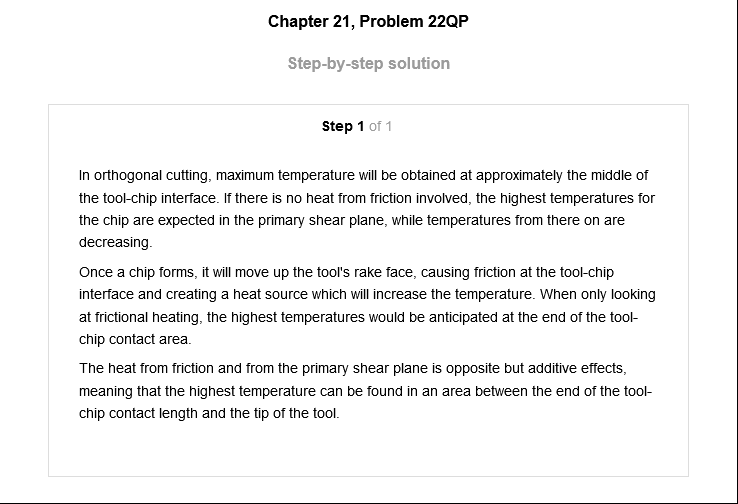 Chapter 21, Problem 22QP
Step-by-step solution
Step 1 of 1
In orthogonal cutting, maximum temperature will be obtained at approximately the middle of
the tool-chip interface. If there is no heat from friction involved, the highest temperatures for
the chip are expected in the primary shear plane, while temperatures from there on are
decreasing.
Once a chip forms, it will move up the tool's rake face, causing friction at the tool-chip
interface and creating a heat source which will increase the temperature. When only looking
at frictional heating, the highest temperatures would be anticipated at the end of the tool-
chip contact area.
The heat from friction and from the primary shear plane is opposite but additive effects,
meaning that the highest temperature can be found in an area between the end of the tool-
chip contact length and the tip of the tool.